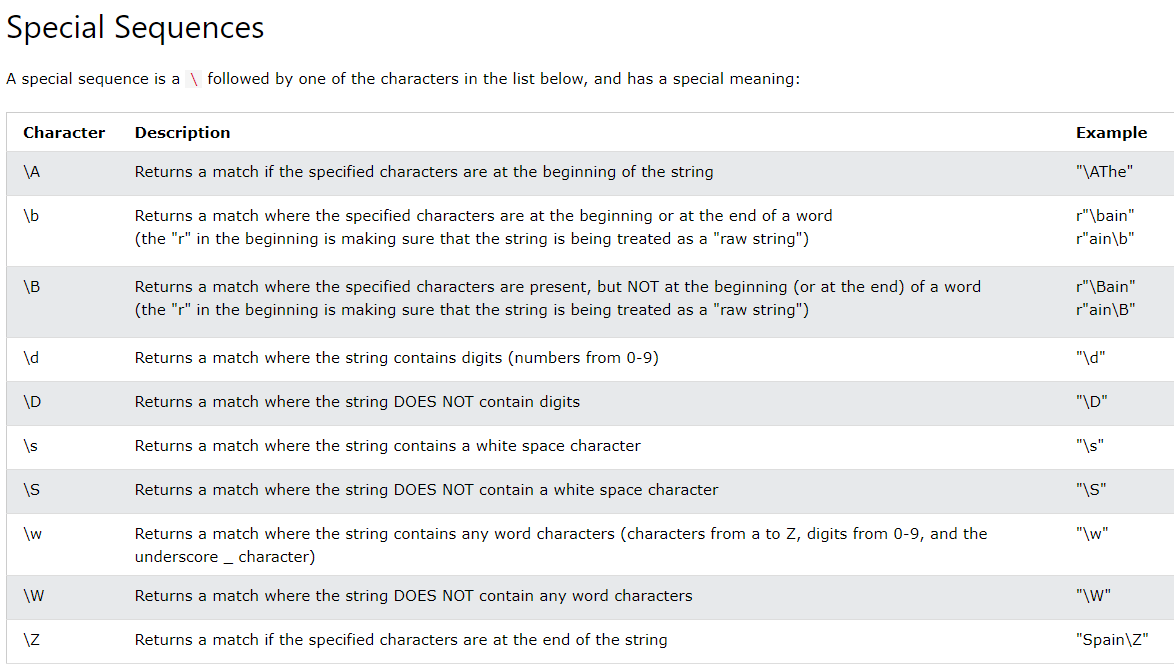 Special Sequences
A special sequence is a \ followed by one of the characters in the list below, and has a special meaning:
Character Description Example
\A Returns a match if the specified characters are at the beginning of the string "\AThe"
\b Returns a match where the specified characters are at the beginning or at the end of a word r"\bain"
(the "r" in the beginning is making sure that the string is being treated as a "raw string") r"ain\b"
\B Returns a match where the specified characters are present, but NOT at the beginning (or at the end) of a word r"\Bain"
(the "r" in the beginning is making sure that the string is being treated as a "raw string") r"ain\B"
\d Returns a match where the string contains digits (numbers from 0-9) "\d"
\D Returns a match where the string DOES NOT contain digits "\D"
\s Returns a match where the string contains a white space character "\s"
\S Returns a match where the string DOES NOT contain a white space character "\S"
\w Returns a match where the string contains any word characters (characters from a to Z, digits from 0-9, and the "\w"
underscore _ character)
\W Returns a match where the string DOES NOT contain any word characters "\W"
\Z Returns a match if the specified characters are at the end of the string "Spain\Z"